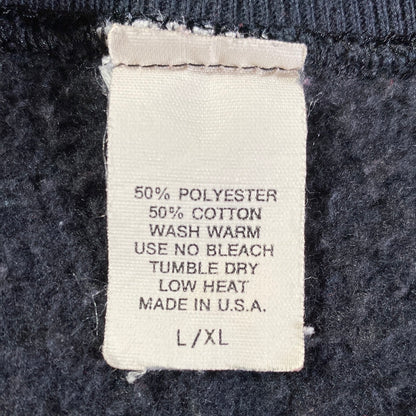 50% POLYESTER
50% COTTON
WASH WARM
USE NO BLEACH
TUMBLE DRY
LOW HEAT
MADE IN U.S.A.
L/XL